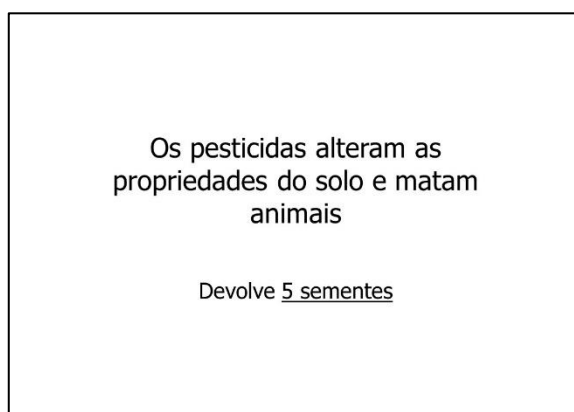 Os pesticidas alteram as
propriedades do solo e matam
animais
Devolve 5 sementes